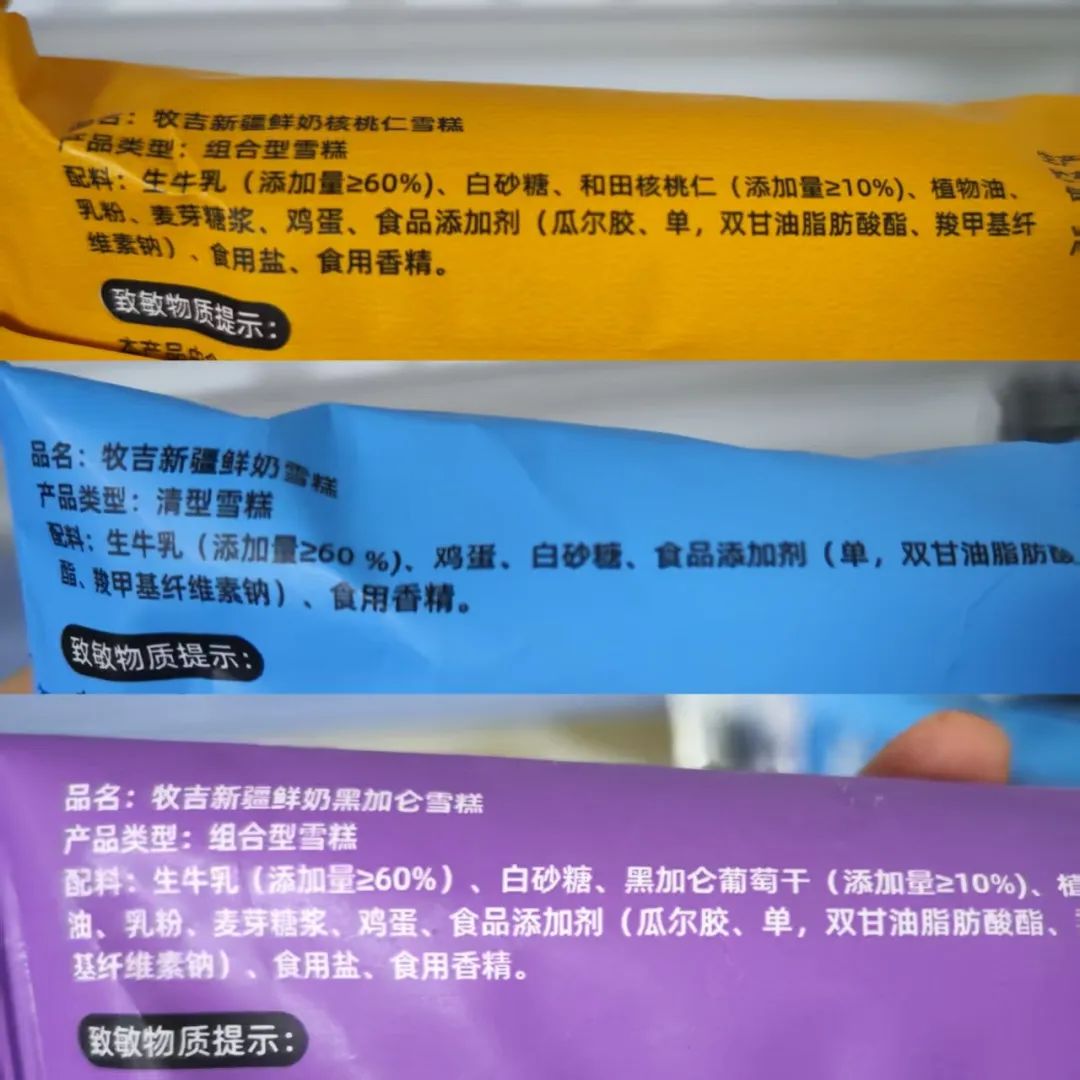 名：牧吉新疆鲜奶核桃仁雪糕
产品类型：组合型雪糕
配料：生牛乳（添加量≥60%)、白砂糖、和田核桃仁（添加量≥10%)、植物油、
乳粉、麦芽糖浆、鸡蛋、食品添加剂（瓜尔胶、单，双甘油脂肪酸酯、羧甲基纤
维素钠）、食用盐、食用香精。
致敏物质提示：
本产品
生产
品名：牧吉新疆鲜奶雪糕
产品类型：清型雪糕
配料：生牛乳（添加量≥60 %)、鸡蛋、白砂糖、食品添加剂（单，双甘油脂肪酸
酯、羧甲基纤维素钠）、食用香精。
致敏物质提示：
品名：牧吉新疆鲜奶黑加仑雪糕
产品类型：组合型雪糕
配料：生牛乳（添加量≥60%）、白砂糖、黑加仑葡萄干（添加量≥10%)、
油、乳粉、麦芽糖浆、鸡蛋、食品添加剂（瓜尔胶、单，双甘油脂肪酸酯、
基纤维素钠）、食用盐、食用香精。
致敏物质提示：